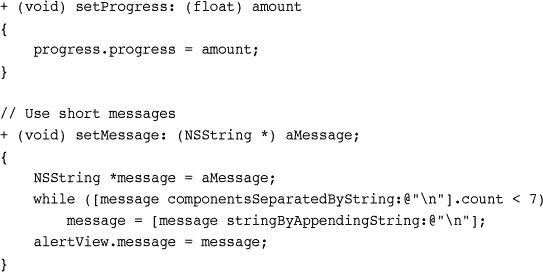 + (void) setProgress: (float) amount
{
    progress.progress = amount;
}

// Use short messages
+ (void) setMessage: (NSString *) aMessage;
{
    NSString *message = aMessage;
    while ([message componentsSeparatedByString:@"\n"].count < 7)
        message = [message stringByAppendingString:@"\n"];
    alertView.message = message;
}